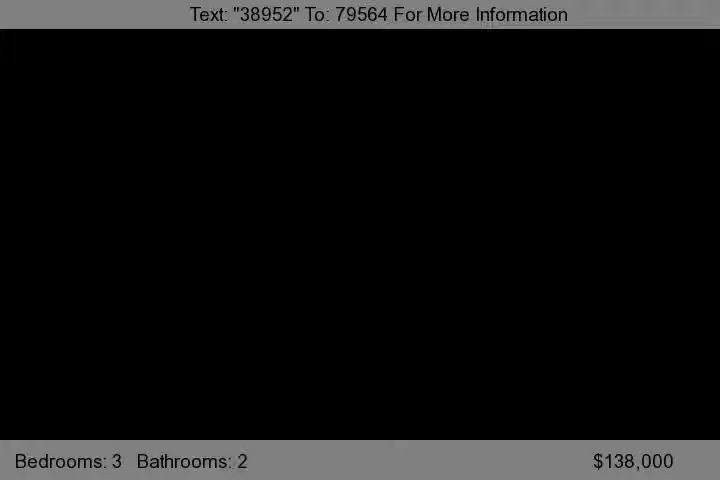 Text: "38952" To: 79564 For More Information
Bedrooms: 3 Bathrooms: 2 $138,000